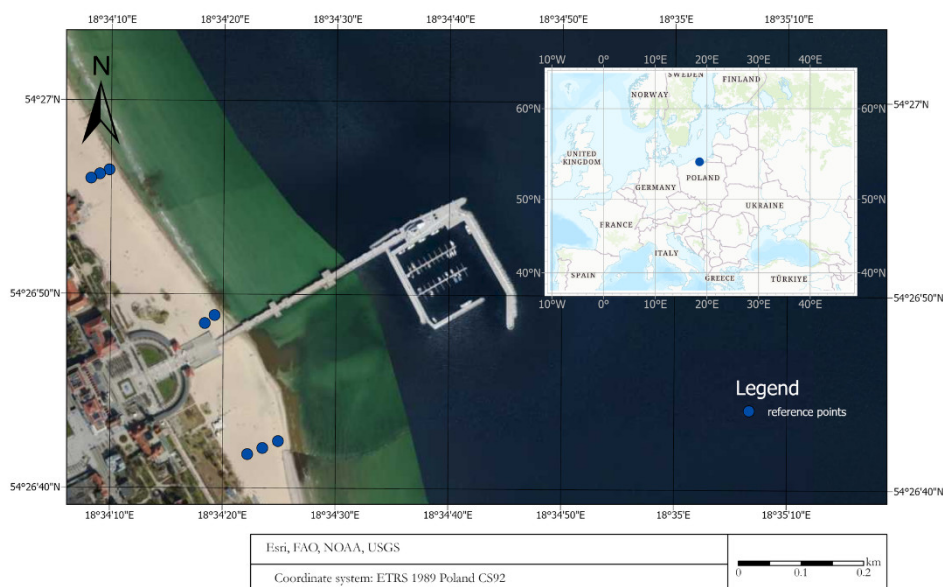 18°34'10"E 18°34'20"E 18°34'30"E 18°34'40"E 18°34'50"E 18°35'E 18°35'10"E
N
10°W 0° 10°E 20°E 30°E 40°E
54°27'N
54°27'N
60°N
60°N
SWEDEN
FINLAND
NORWAY
UNITED
KINGDOM
POLAND
GERMANY
50°N
50°N
UKRAINE
FRANCE
ITALY
SPAIN
GREECE
TÜRKIYE
40°N
40°N
10°W 0° 10°E 20°E 30°E 40°E
54°26'50"N
54°26'50"N
Legend
reference points
54°26'40"N
54°26'40"N
18°34'10"E 18°34'20"E 18°34'30"E 18°34'40"E 18°34'50"E 18°35'E 18°35'10"E
Esri, FAO, NOAA, USGS
Coordinate system: ETRS 1989 Poland CS92
km
0 0.1 0.2